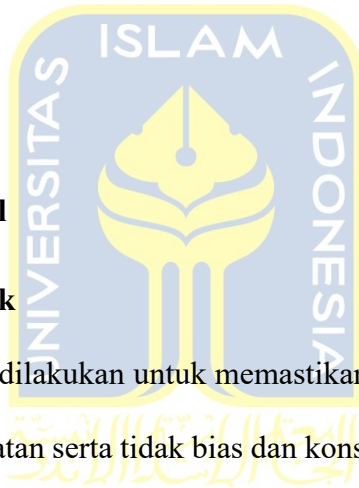 ISLAM
UNIVERSITAS
INDONESIA
l
k
dilakukan untuk memastikan
atan serta tidak bias dan kons